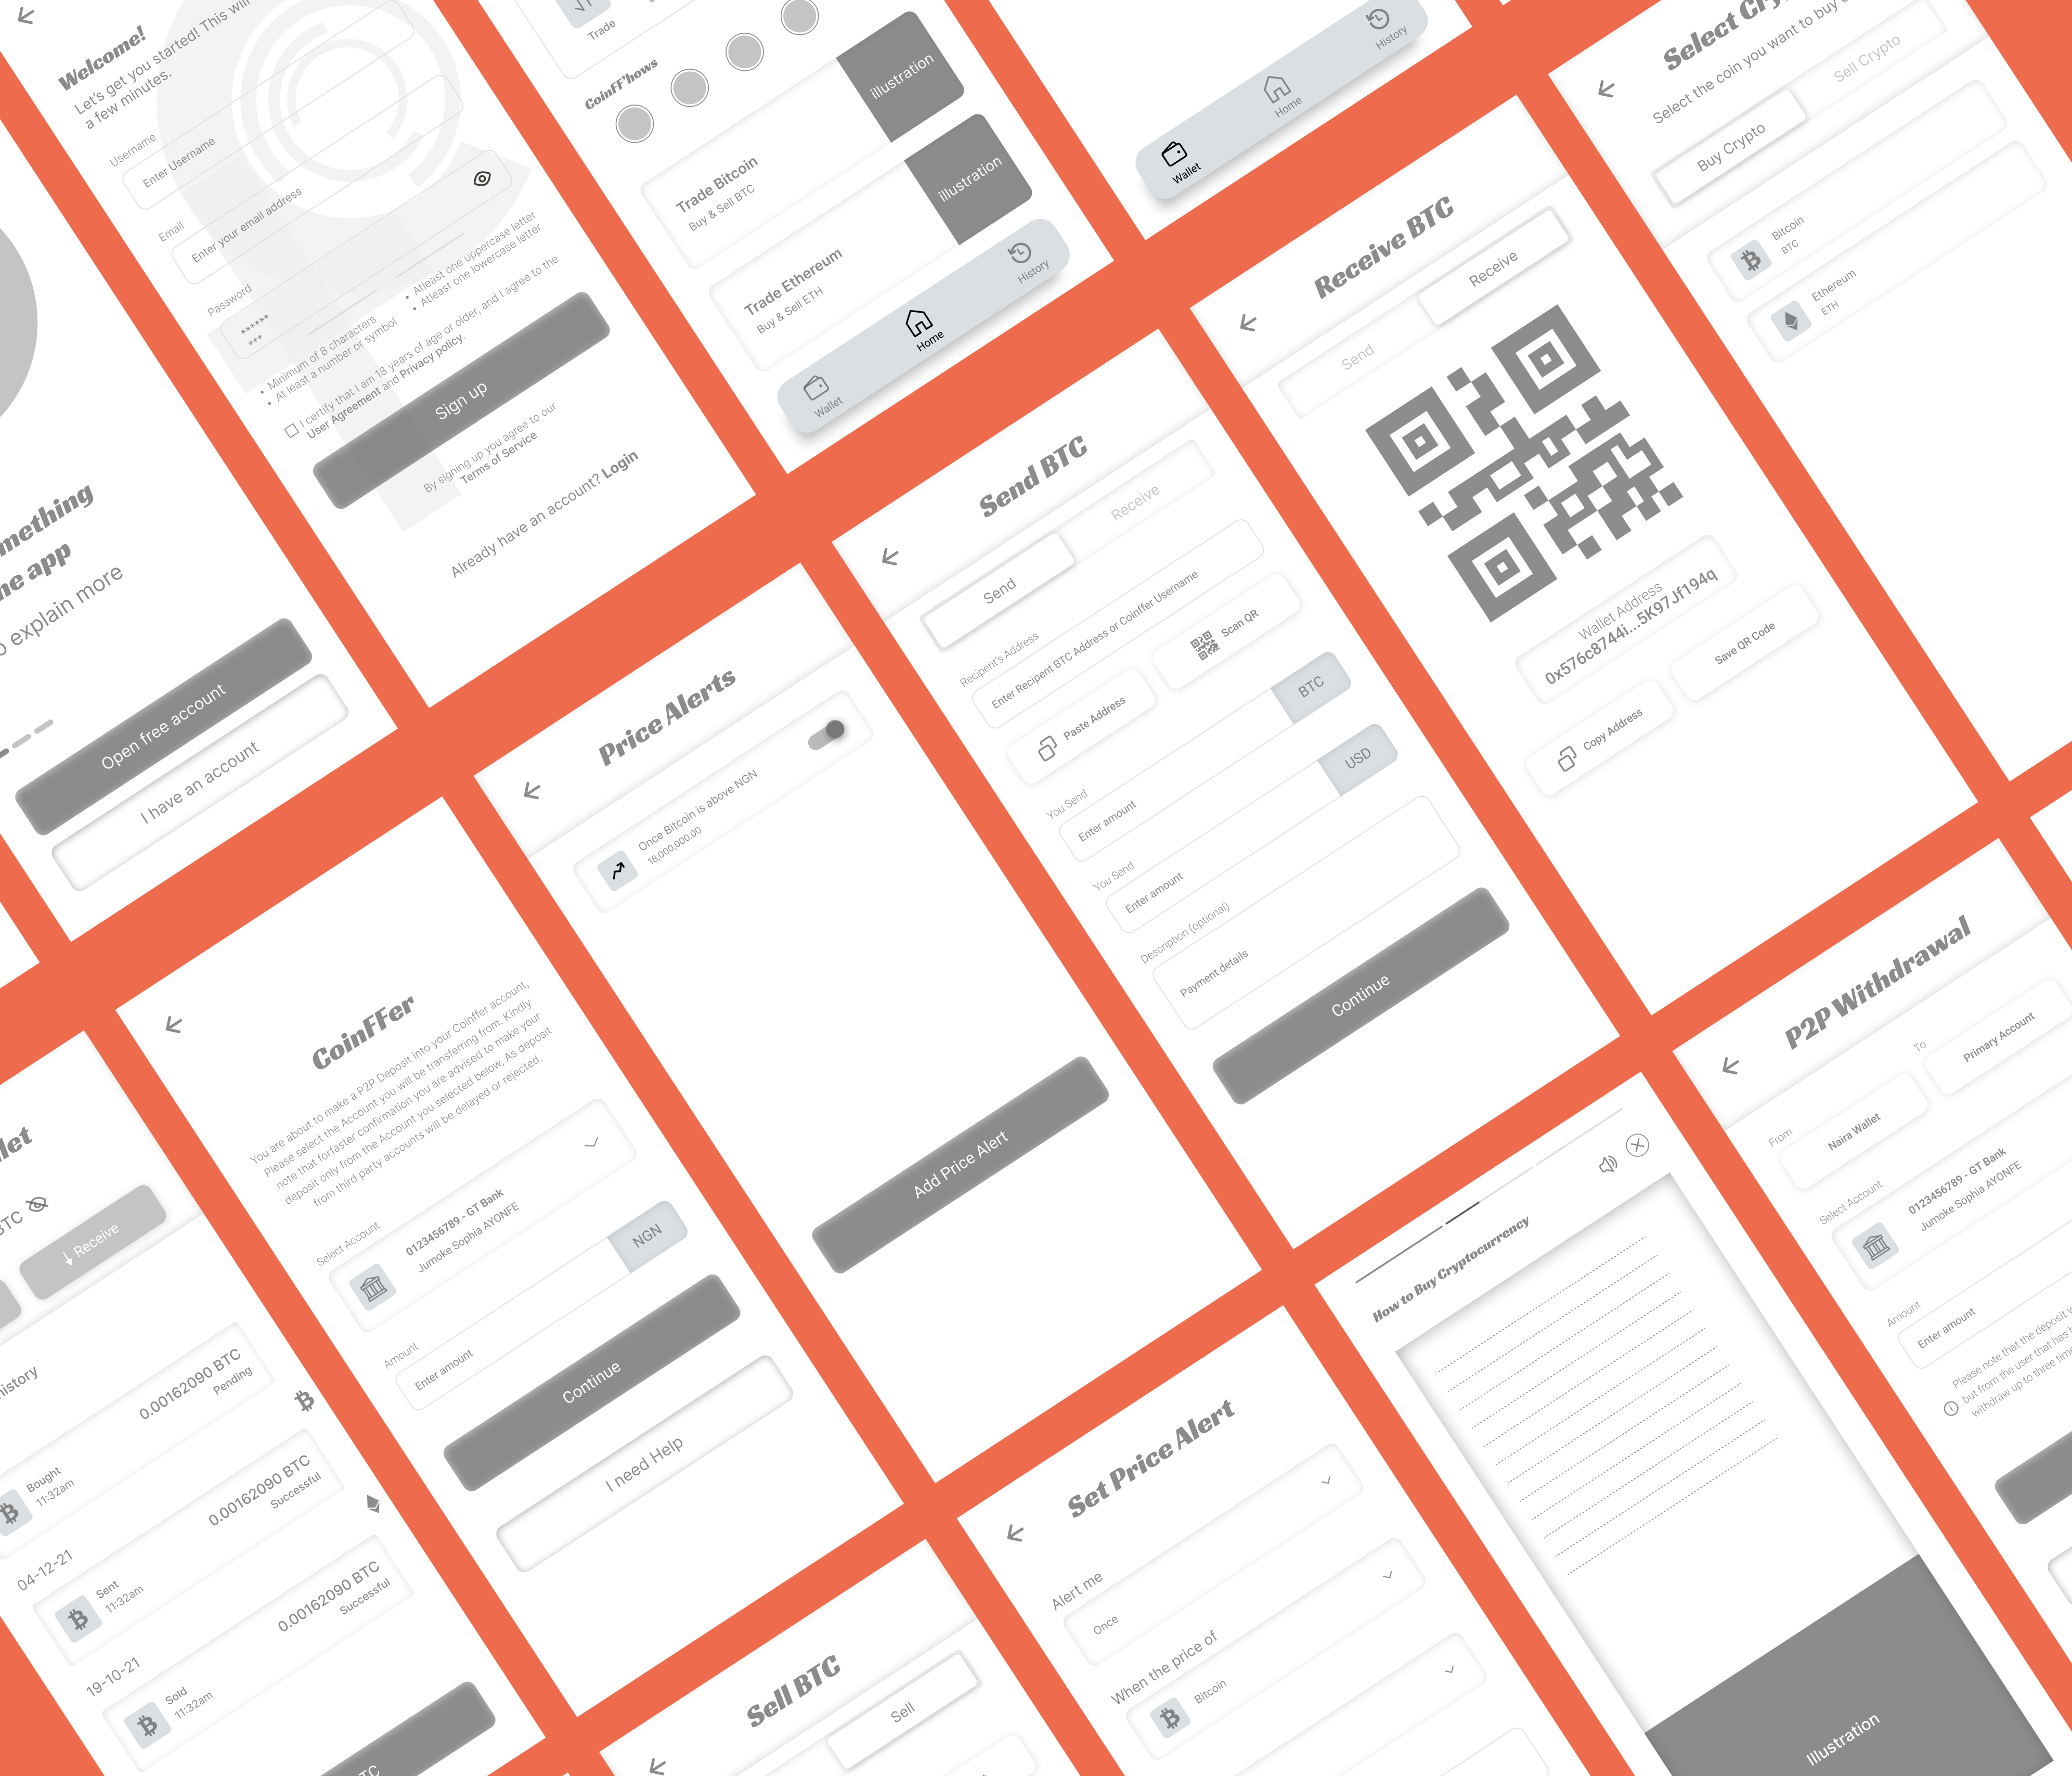 Welcome!
Let's get you started! This will
a few minutes.
Username
Enter Username
Email
Enter your email address
Password
******
***
• Minimum of 8 characters
• At least a number or symbol
• Atleast one uppercase letter
• Atleast one lowercase letter
I certify that I am 18 years of age or older, and I agree to the
User Agreement and Privacy policy.
Sign up
By signing up you agree to our
Terms of Service
Already have an account? Login
mething
he app
o explain more
Open free account
I have an account
Trade
CoinFF'hows
Trade Bitcoin
Buy & Sell BTC
illustration
Trade Ethereum
Buy & Sell ETH
illustration
Wallet
Home
History
Wallet
Home
History
Select Cry
Select the coin you want to buy
Buy Crypto
Sell Crypto
Bitcoin
BTC
Ethereum
ETH
Receive BTC
Send
Receive
Wallet Address
0x576c8744i...5K97Jf194q
Copy Address
Save QR Code
Send BTC
Send
Receive
Recipent's Address
Enter Recipent BTC Address or Coinffer Username
Paste Address
Scan QR
You Send
Enter amount
BTC
You Send
Enter amount
USD
Description (optional)
Payment details
Continue
Price Alerts
Once Bitcoin is above NGN
18,000,000.00
Add Price Alert
CoinFFer
You are about to make a P2P Deposit into your Coinffer account,
Please select the Account you will be transferring from. Kindly
note that forfaster confirmation you are advised to make your
deposit only from the Account you selected below, As deposit
from third party accounts will be delayed or rejected.
Select Account
0123456789 - GT Bank
Jumoke Sophia AYONFE
Amount
Enter amount
NGN
Continue
I need Help
let
BTC
Receive
history
0.00162090 BTC
Pending
Bought
11:32am
04-12-21
0.00162090 BTC
Successful
Sent
11:32am
19-10-21
0.00162090 BTC
Successful
Sold
11:32am
TC
Sell BTC
Sell
Set Price Alert
Alert me
Once
When the price of
Bitcoin
How to Buy Cryptocurrency
Illustration
P2P Withdrawal
From
Naira Wallet
To
Primary Account
Select Account
0123456789 - GT Bank
Jumoke Sophia AYONFE
Amount
Enter amount
Please note that the deposit w
but from the user that has b
withdraw up to three tim